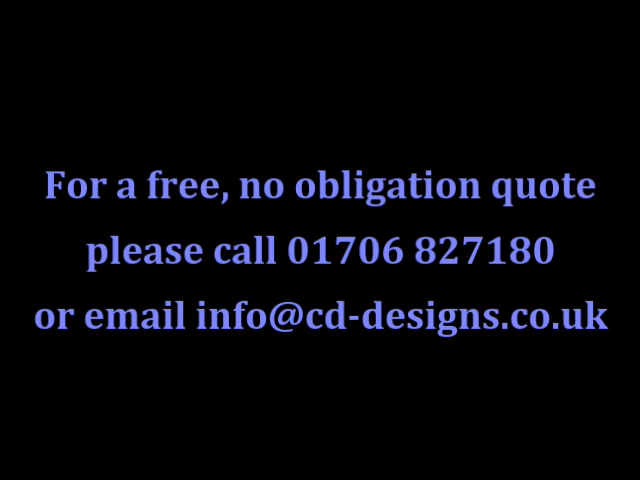 For a free, no obligation quote
please call 01706 827180
or email info@cd-designs.co.uk